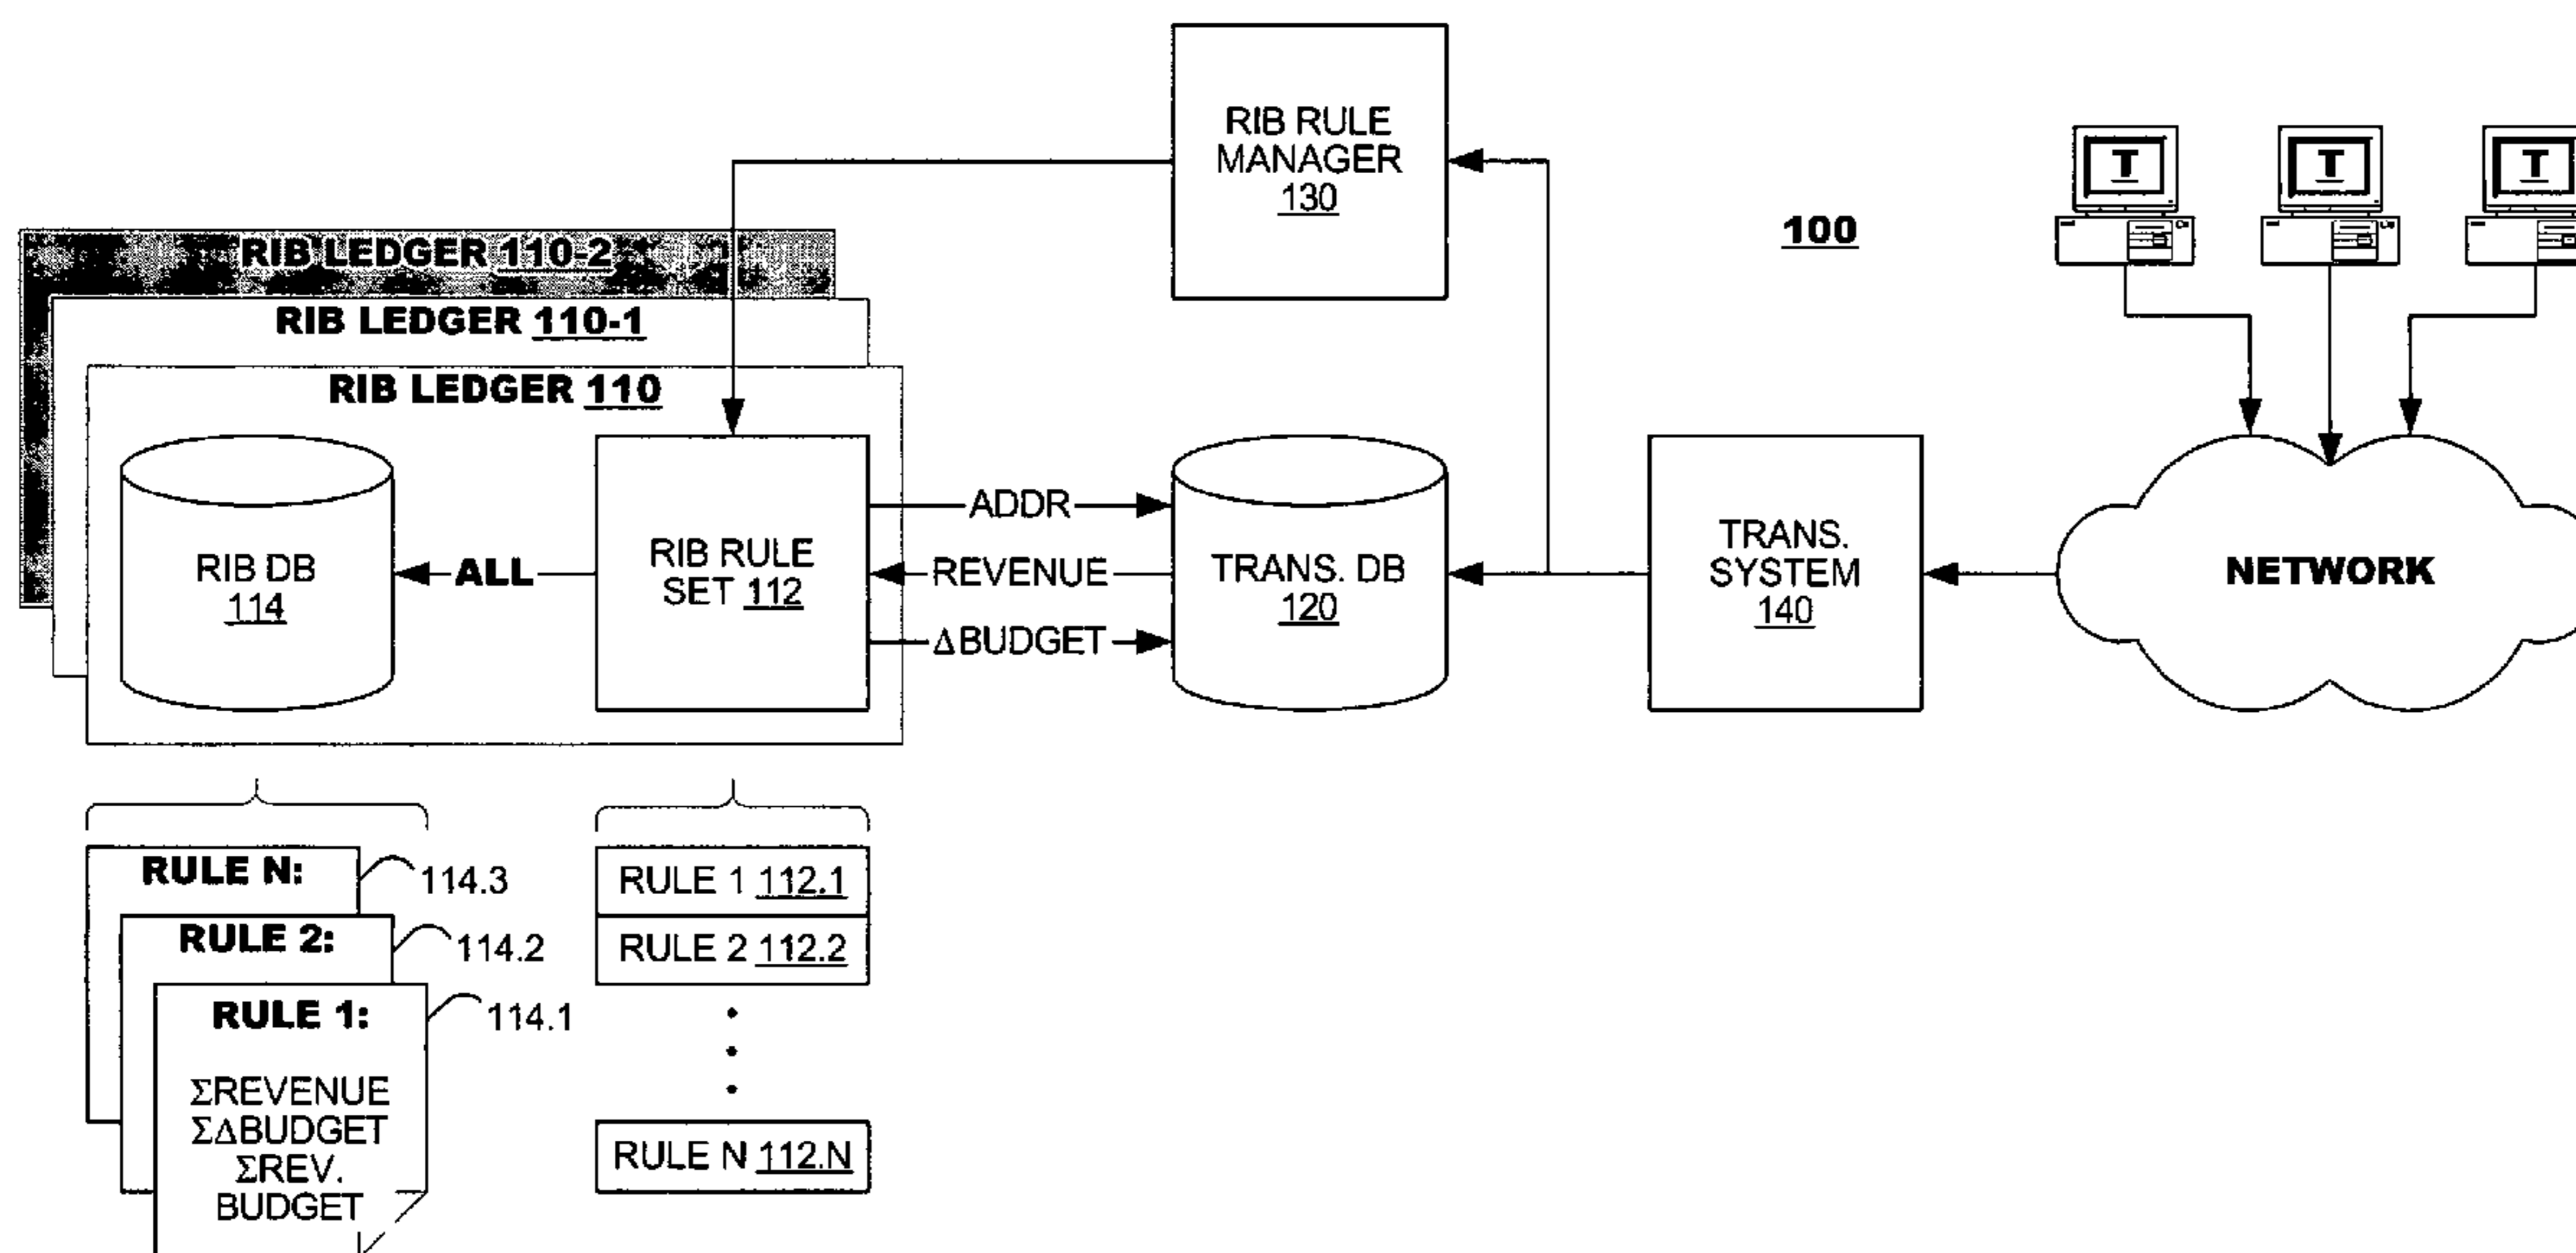 RIB RULE
MANAGER
130
100
T
T
T
RIB LEDGER 110-2
RIB LEDGER 110-1
RIB LEDGER 110
RIB DB
114
ALL
RIB RULE
SET 112
ADDR
REVENUE
ΔBUDGET
TRANS. DB
120
TRANS.
SYSTEM
140
NETWORK
RULE N:
114.3
RULE 2:
114.2
RULE 1:
114.1
ΣREVENUE
ΣΔBUDGET
ΣREV.
BUDGET
RULE 1 112.1
RULE 2 112.2
RULE N 112.N